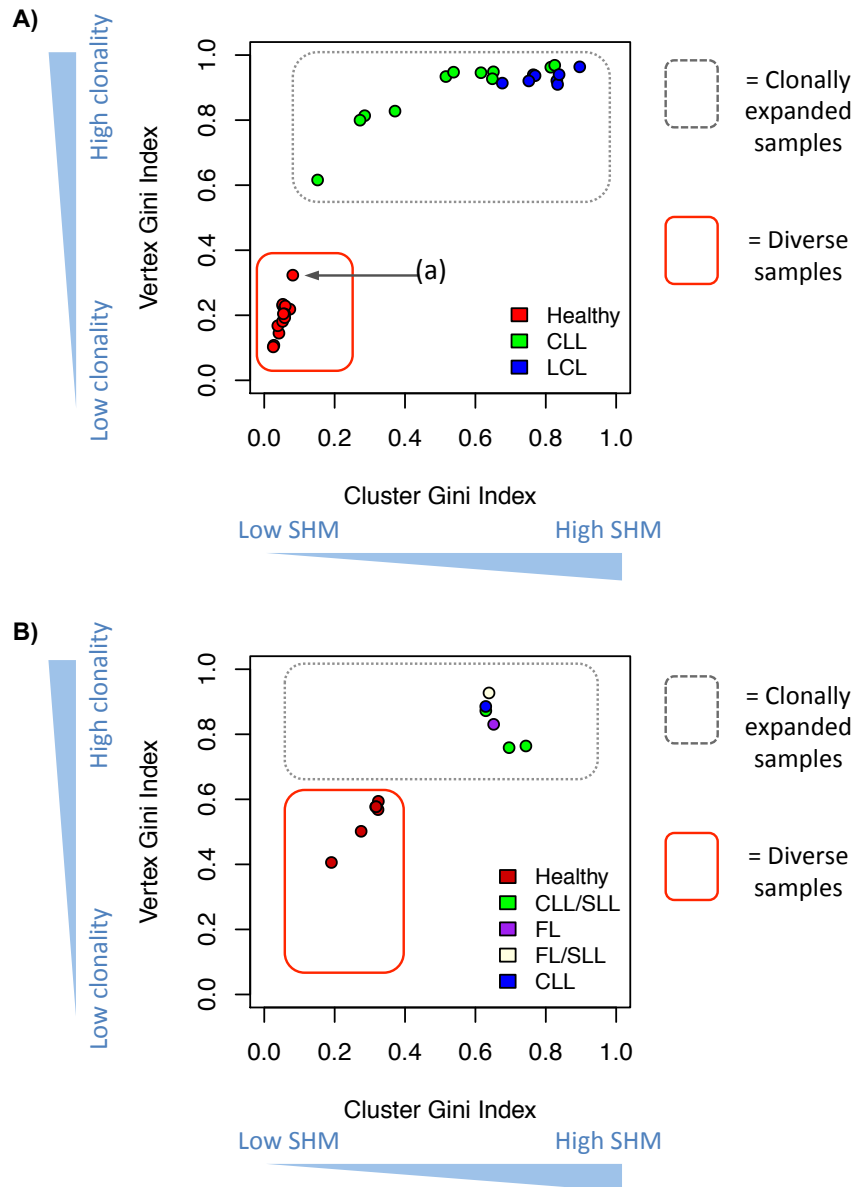 A)
High clonality
Low clonality
Vertex Gini Index
1.0
0.8
0.6
0.4
0.2
0.0
(a)
Healthy
CLL
LCL
0.0 0.2 0.4 0.6 0.8 1.0
Cluster Gini Index
Low SHM High SHM
= Clonally
expanded
samples
= Diverse
samples
B)
High clonality
Low clonality
Vertex Gini Index
1.0
0.8
0.6
0.4
0.2
0.0
Healthy
CLL/SLL
FL
FL/SLL
CLL
0.0 0.2 0.4 0.6 0.8 1.0
Cluster Gini Index
Low SHM High SHM
= Clonally
expanded
samples
= Diverse
samples